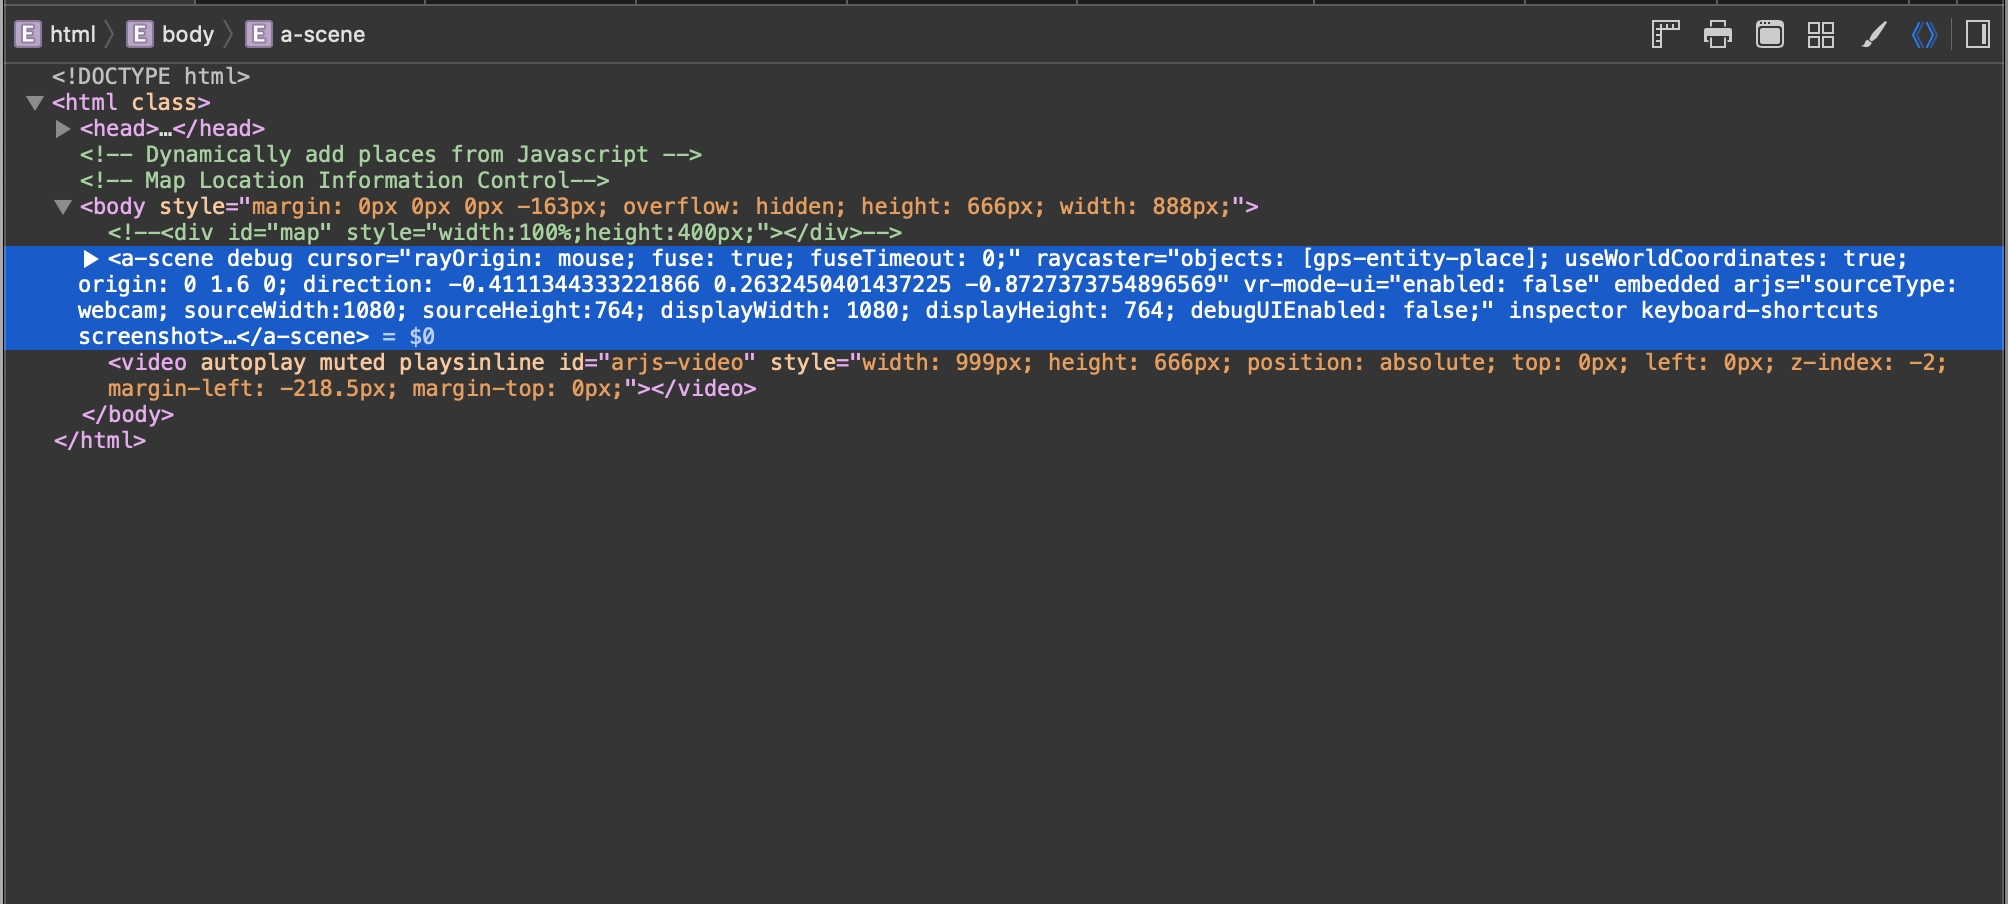 E html E body E a-scene
<!DOCTYPE html>
<html class>
<head>…</head>
<!-- Dynamically add places from Javascript -->
<!-- Map Location Information Control-->
<body style="margin: 0px 0px 0px -163px; overflow: hidden; height: 666px; width: 888px;">
<!--<div id="map" style="width:100%;height:400px;"></div>-->
<a-scene debug cursor="rayOrigin: mouse; fuse: true; fuseTimeout: 0;" raycaster="objects: [gps-entity-place]; useWorldCoordinates: true;
origin: 0 1.6 0; direction: -0.4111344333221866 0.2632450401437225 -0.8727373754896569" vr-mode-ui="enabled: false" embedded arjs="sourceType:
webcam; sourceWidth:1080; sourceHeight:764; displayWidth: 1080; displayHeight: 764; debugUIEnabled: false;" inspector keyboard-shortcuts
screenshot>…</a-scene> = $0
<video autoplay muted playsinline id="arjs-video" style="width: 999px; height: 666px; position: absolute; top: 0px; left: 0px; z-index: -2;
margin-left: -218.5px; margin-top: 0px;"></video>
</body>
</html>